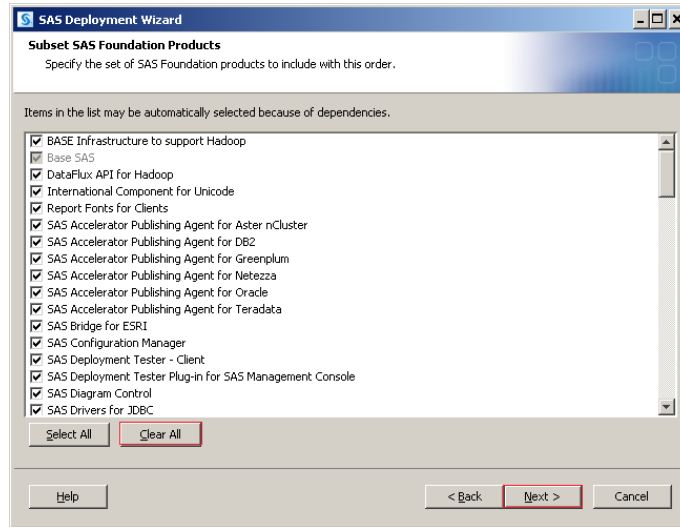 SAS Deployment Wizard
Subset SAS Foundation Products
Specify the set of SAS Foundation products to include with this order.
Items in the list may be automatically selected because of dependencies.
BASE Infrastructure to support Hadoop
Base SAS
DataFlux API for Hadoop
International Component for Unicode
Report Fonts for Clients
SAS Accelerator Publishing Agent for Aster nCluster
SAS Accelerator Publishing Agent for DB2
SAS Accelerator Publishing Agent for Greenplum
SAS Accelerator Publishing Agent for Netezza
SAS Accelerator Publishing Agent for Oracle
SAS Accelerator Publishing Agent for Teradata
SAS Bridge for ESRI
SAS Configuration Manager
SAS Deployment Tester - Client
SAS Deployment Tester Plug-in for SAS Management Console
SAS Diagram Control
SAS Drivers for JDBC
Select All Clear All
Help < Back Next > Cancel